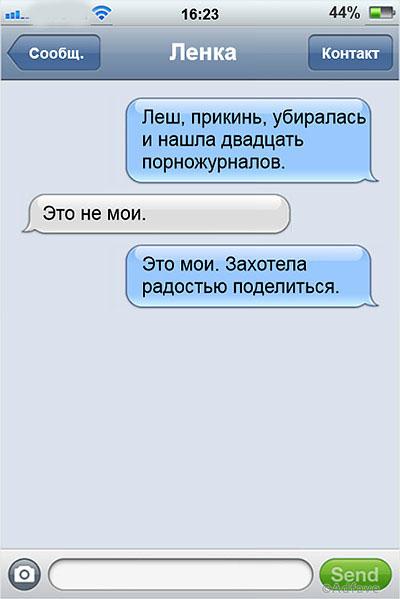 16:23
44%
Сообщ.
Ленка
Контакт
Леш, прикинь, убиралась
и нашла двадцать
порножурналов.
Это не мои.
Это мои. Захотела
радостью поделиться.
Send
©Adfave